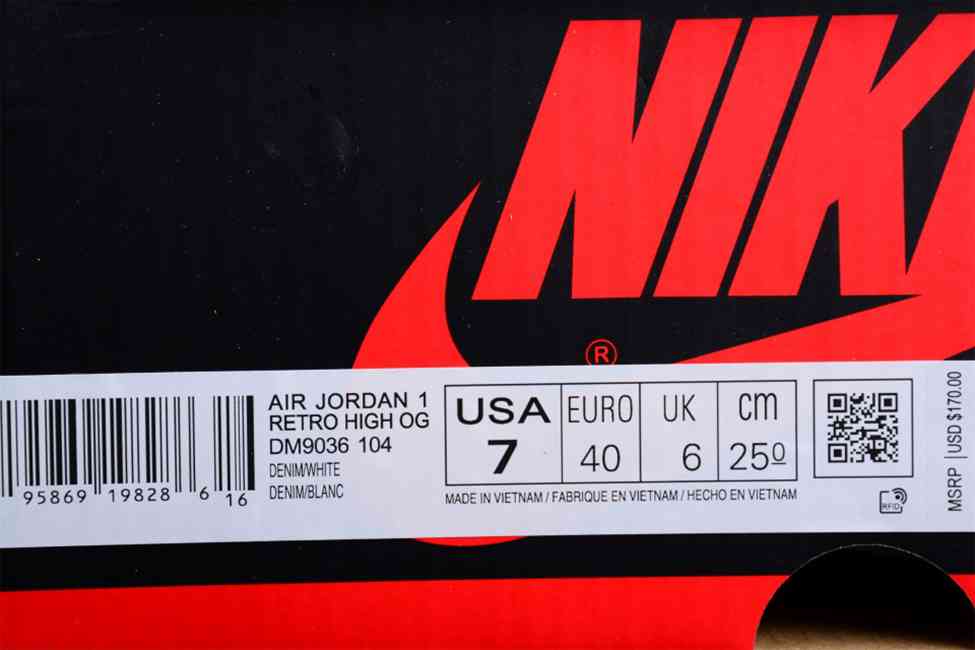 NIK
®
AIR JORDAN 1
RETRO HIGH OG
DM9036 104
DENIM/WHITE
DENIM/BLANC
95869 19828 6 16
USA EURO UK cm
7 40 6 25º
MADE IN VIETNAM / FABRIQUE EN VIETNAM / HECHO EN VIETNAM
RFID
MSRP | USD $170.00